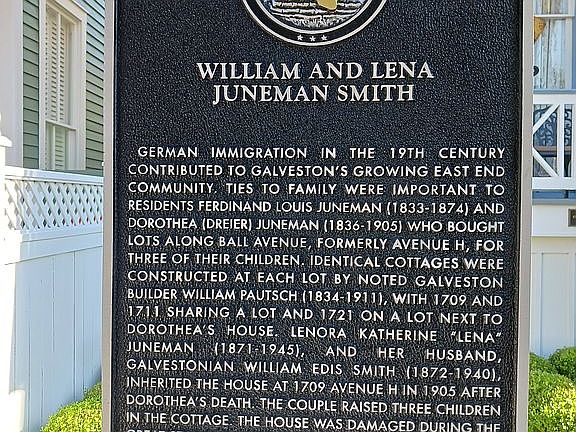 WILLIAM AND LENA
JUNEMAN SMITH
GERMAN IMMIGRATION IN THE 19TH CENTURY
CONTRIBUTED TO GALVESTON'S GROWING EAST END
COMMUNITY. TIES TO FAMILY WERE IMPORTANT TO
RESIDENTS FERDINAND LOUIS JUNEMAN (1833-1874) AND
DOROTHEA (DREIER) JUNEMAN (1836-1905) WHO BOUGHT
LOTS ALONG BALL AVENUE, FORMERLY AVENUE H, FOR
THREE OF THEIR CHILDREN. IDENTICAL COTTAGES WERE
CONSTRUCTED AT EACH LOT BY NOTED GALVESTON
BUILDER WILLIAM PAUTSCH (1834-1911), WITH 1709 AND
1711 SHARING A LOT AND 1721 ON A LOT NEXT TO
DOROTHEA'S HOUSE. LENORA KATHERINE "LENA"
JUNEMAN (1871-1945), AND HER HUSBAND,
GALVESTONIAN WILLIAM EDIS SMITH (1872-1940),
INHERITED THE HOUSE AT 1709 AVENUE H IN 1905 AFTER
DOROTHEA'S DEATH. THE COUPLE RAISED THREE CHILDREN
IN THE COTTAGE. THE HOUSE WAS DAMAGED DURING THE